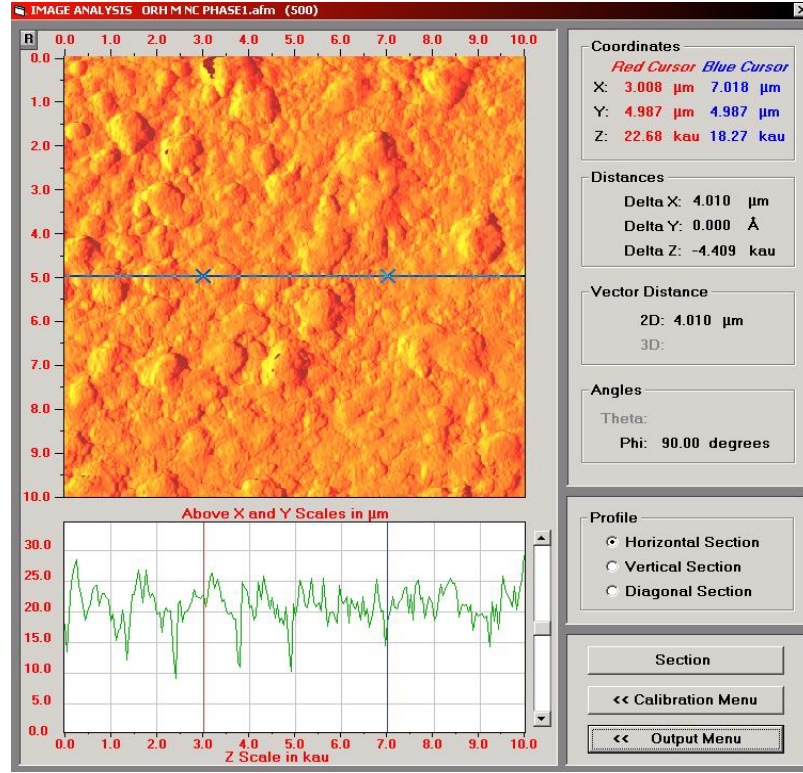 IMAGE ANALYSIS ORH M NC PHASE1.afm (500)
R 0.0 1.0 2.0 3.0 4.0 5.0 6.0 7.0 8.0 9.0 10.0
0.0
1.0
2.0
3.0
4.0
5.0
6.0
7.0
8.0
9.0
10.0
Above X and Y Scales in µm
30.0
25.0
20.0
15.0
10.0
5.0
0.0
0.0 1.0 2.0 3.0 4.0 5.0 6.0 7.0 8.0 9.0 10.0
Z Scale in kau
Coordinates
Red Cursor Blue Cursor
X: 3.008 µm 7.018 µm
Y: 4.987 µm 4.987 µm
Z: 22.68 kau 18.27 kau
Distances
Delta X: 4.010 µm
Delta Y: 0.000 Å
Delta Z: -4.409 kau
Vector Distance
2D: 4.010 µm
3D:
Angles
Theta:
Phi: 90.00 degrees
Profile
Horizontal Section
Vertical Section
Diagonal Section
Section
<< Calibration Menu
<< Output Menu